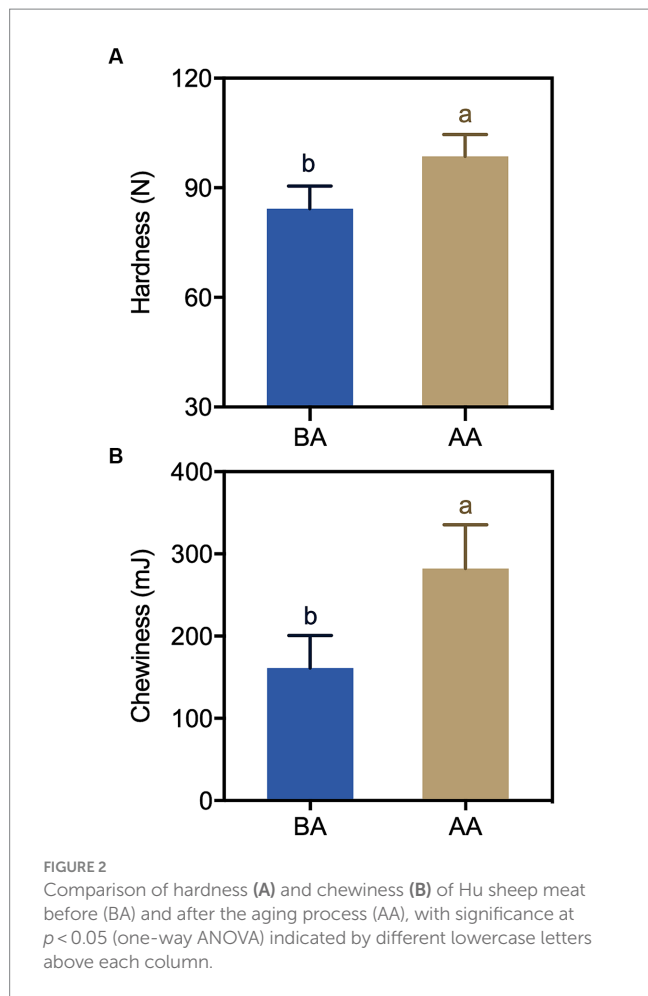 A
120
90
60
30
Hardness (N)
b
a
BA
AA
B
400
300
200
100
0
Chewiness (mJ)
b
a
BA
AA
FIGURE 2
Comparison of hardness (A) and chewiness (B) of Hu sheep meat
before (BA) and after the aging process (AA), with significance at
p < 0.05 (one-way ANOVA) indicated by different lowercase letters
above each column.